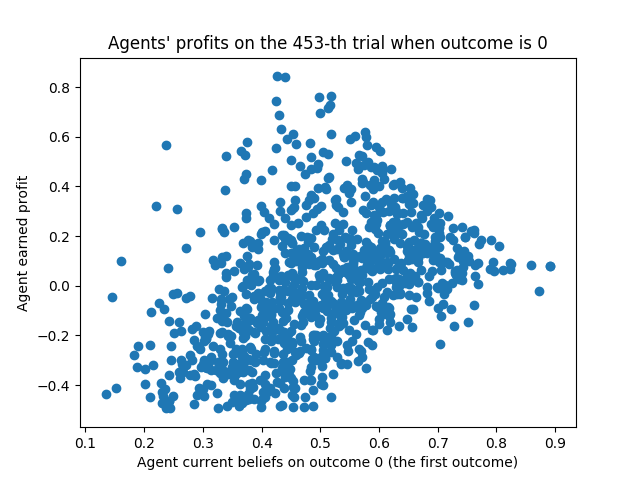 Agents' profits on the 453-th trial when outcome is 0
Agent earned profit
0.8
0.6
0.4
0.2
0.0
−0.2
−0.4
0.1 0.2 0.3 0.4 0.5 0.6 0.7 0.8 0.9
Agent current beliefs on outcome 0 (the first outcome)